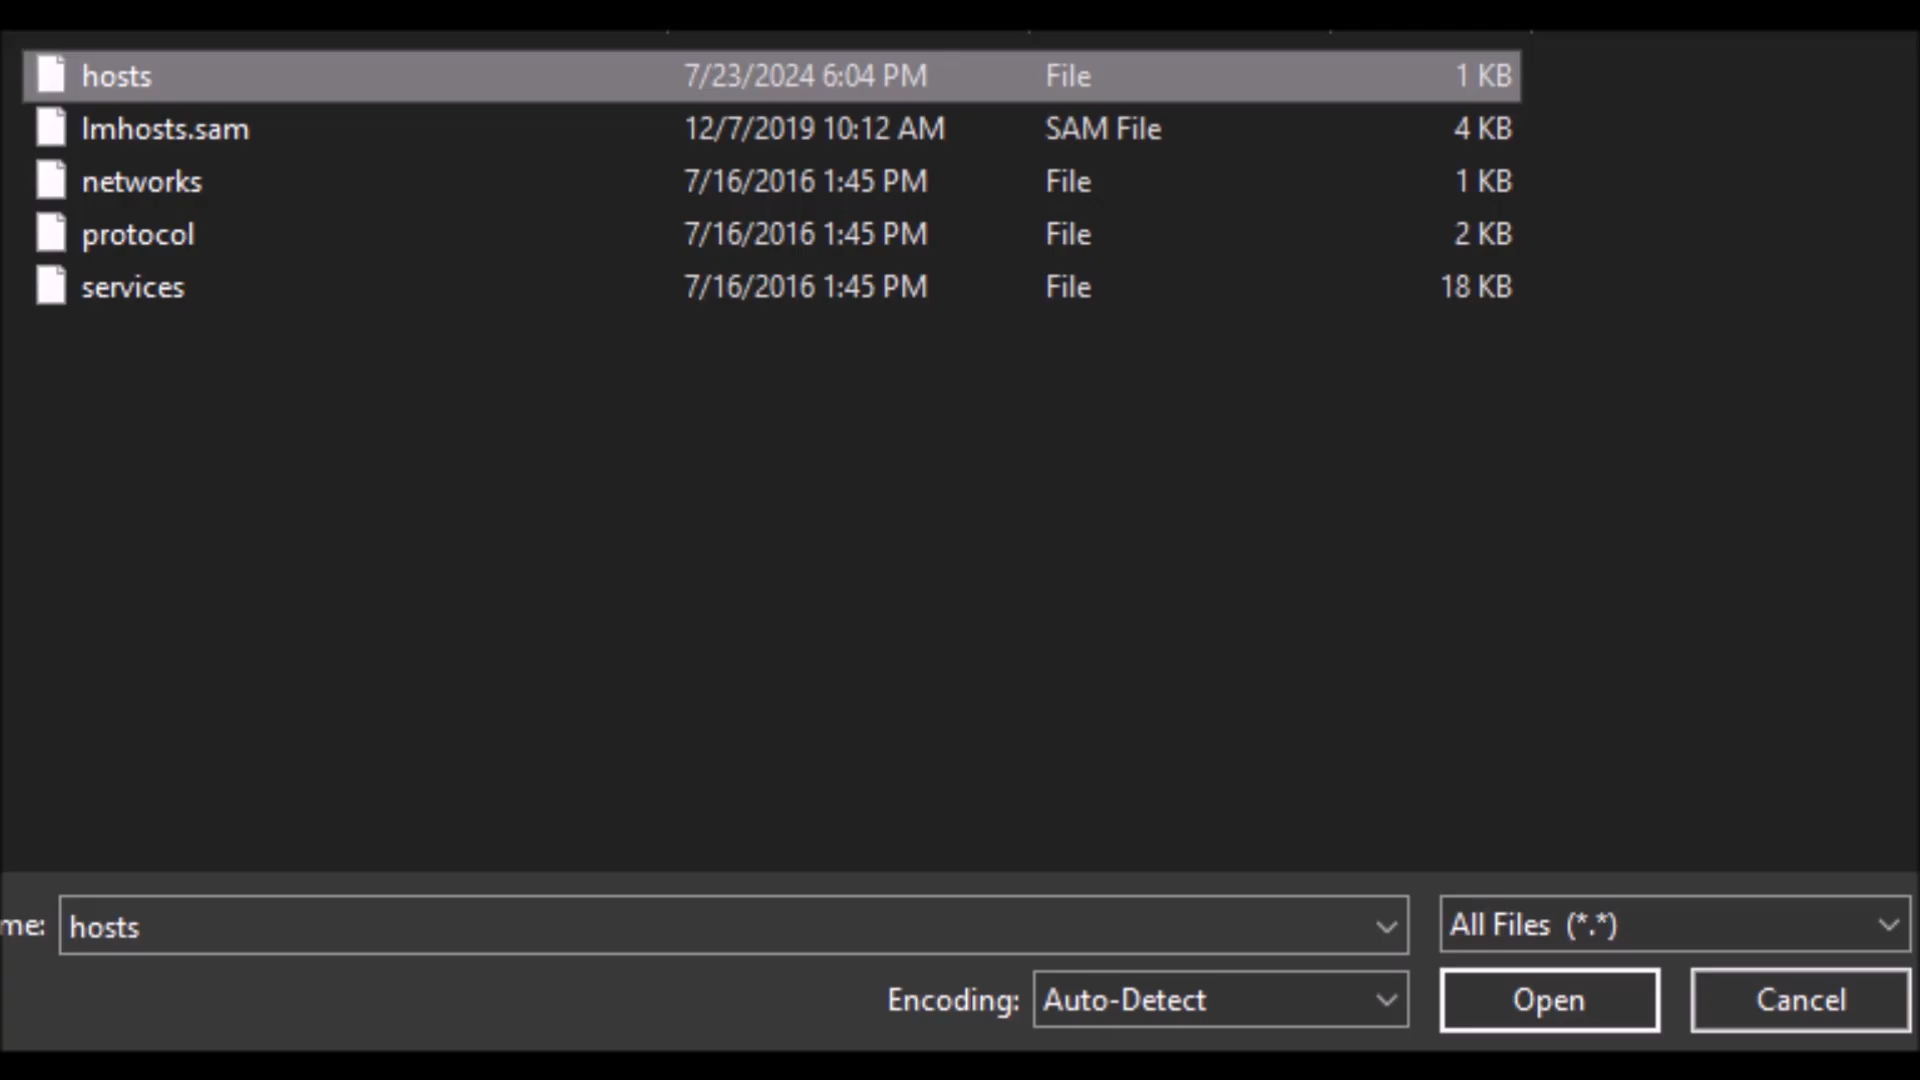 hosts 7/23/2024 6:04 PM File 1 KB
lmhosts.sam 12/7/2019 10:12 AM SAM File 4 KB
networks 7/16/2016 1:45 PM File 1 KB
protocol 7/16/2016 1:45 PM File 2 KB
services 7/16/2016 1:45 PM File 18 KB
me: hosts All Files (*.*)
Encoding: Auto-Detect Open Cancel